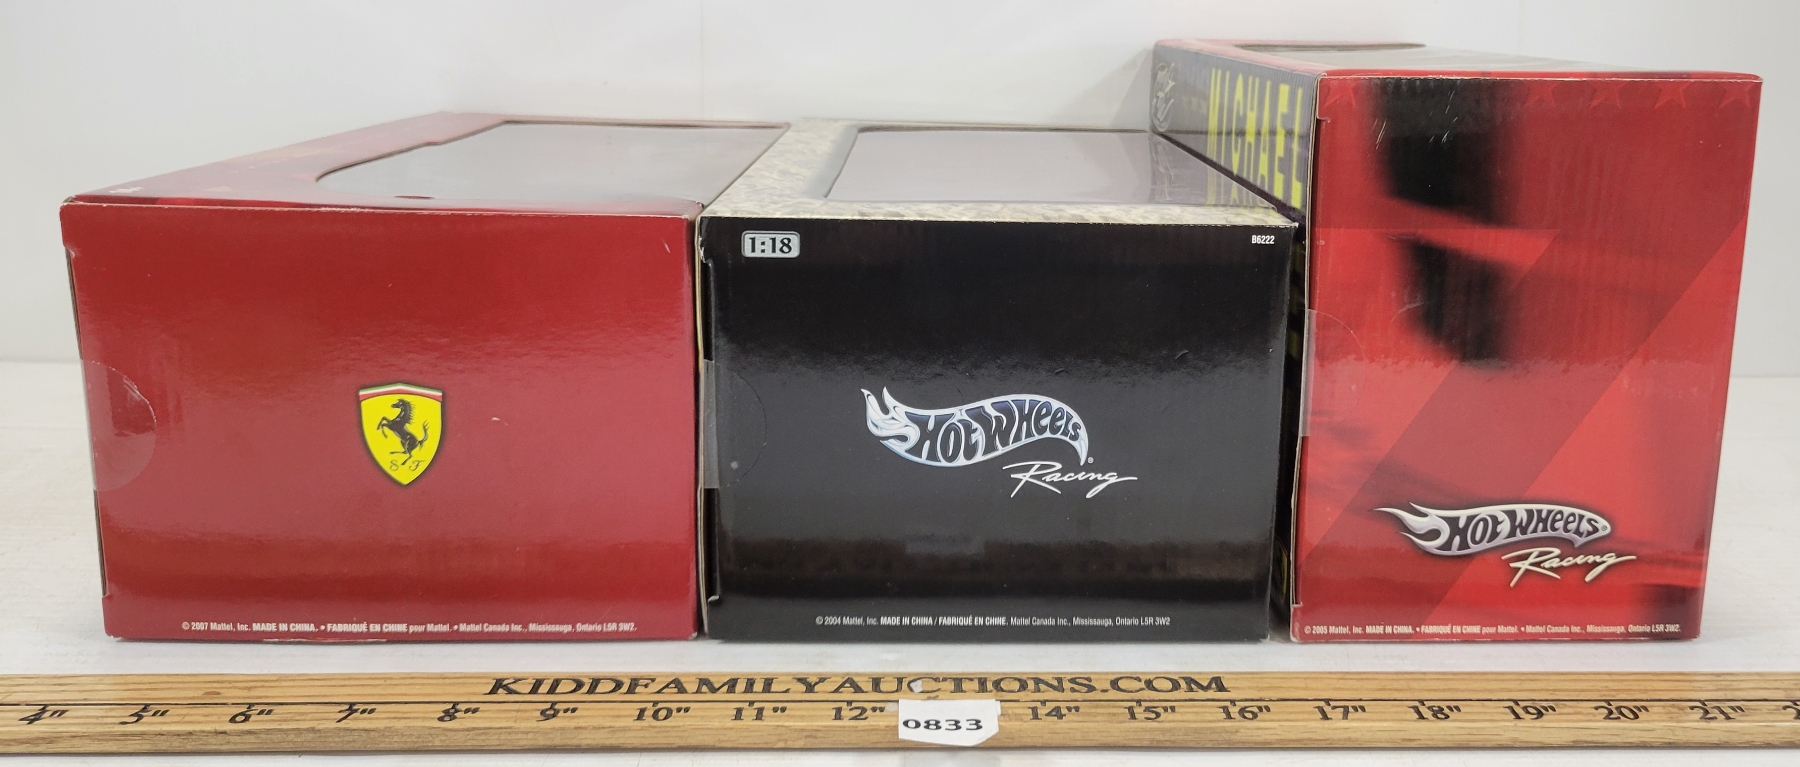 S F
© 2007 Mattel, Inc. MADE IN CHINA. • FABRIQUÉ EN CHINE pour Mattel. • Mattel Canada Inc., Mississauga, Ontario L5R 3W2.
1:18
B6222
HOT WHEELS®
Racing
© 2004 Mattel, Inc. MADE IN CHINA / FABRIQUÉ EN CHINE. Mattel Canada Inc., Mississauga, Ontario L5R 3W2
MICHAEL
HOT WHEELS®
Racing
© 2005 Mattel, Inc. MADE IN CHINA. • FABRIQUÉ EN CHINE pour Mattel. • Mattel Canada Inc., Mississauga, Ontario L5R 3W2.
KIDDFAMILYAUCTIONS.COM
4" 5" 6" 7" 8" 9" 10" 11" 12" 14" 15" 16" 17" 18" 19" 20" 21"
0833